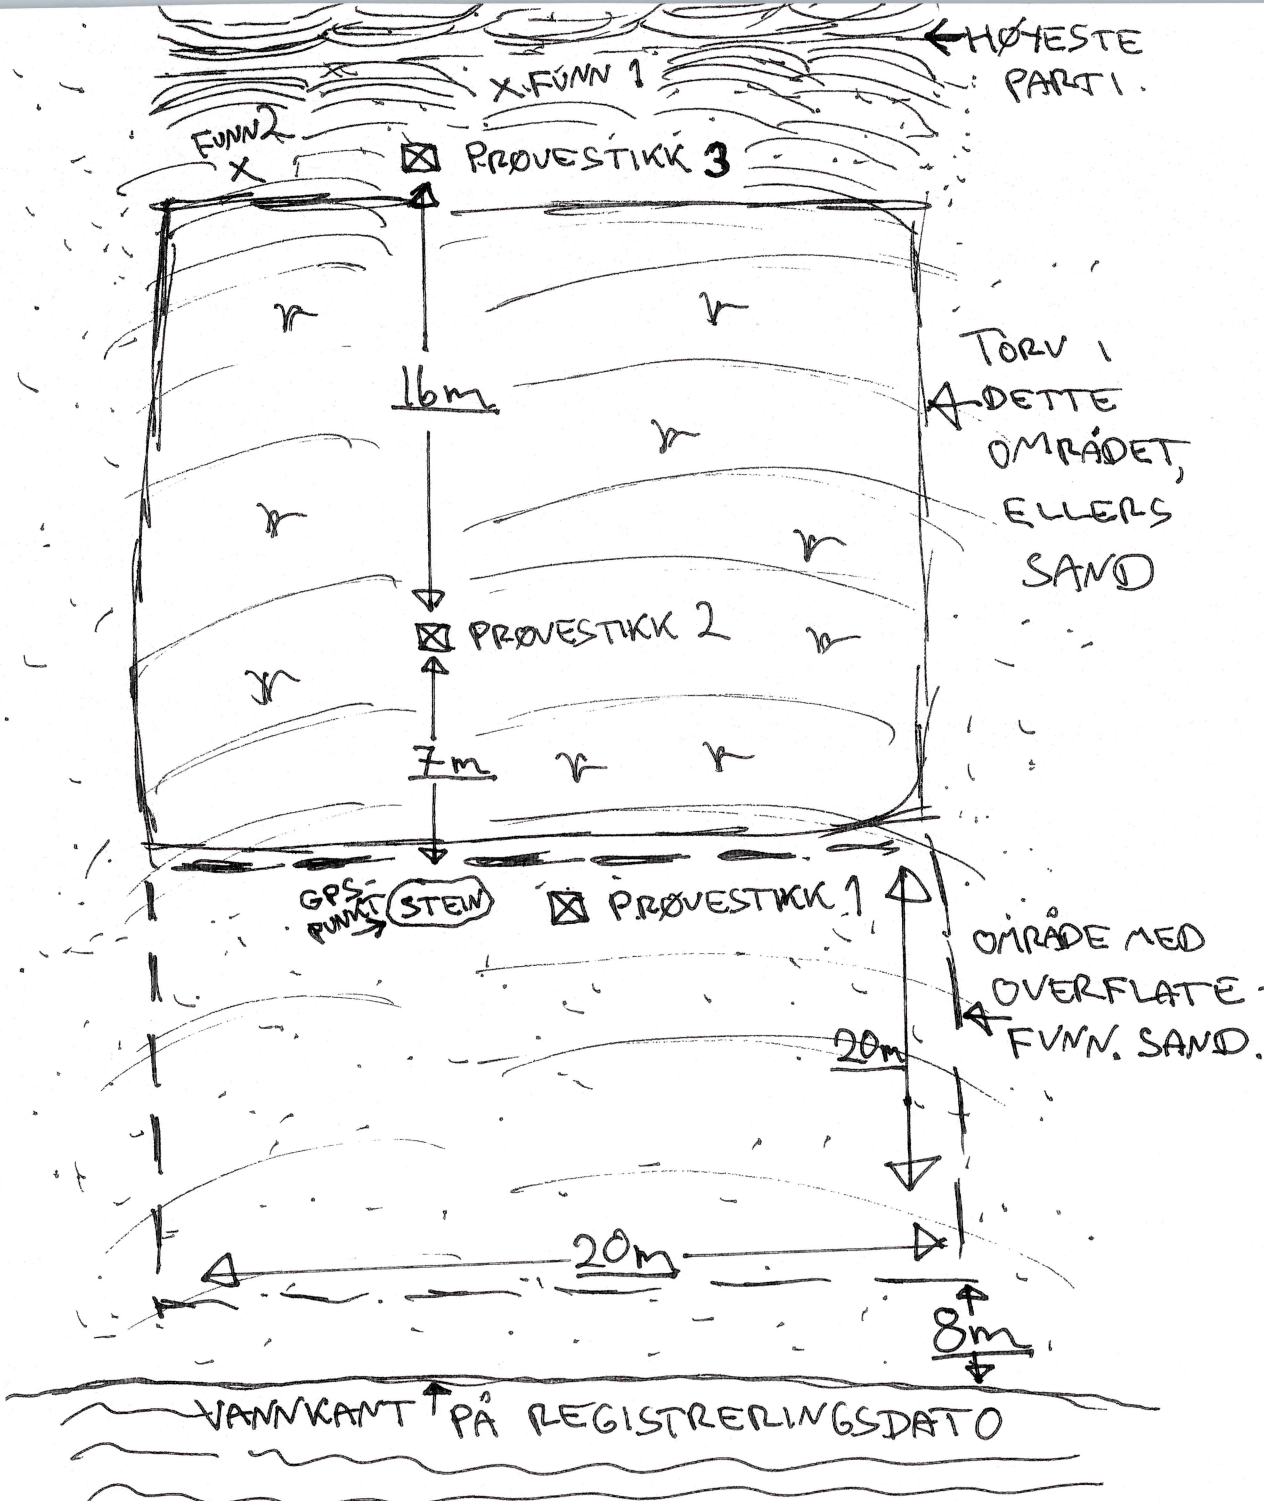 HØYESTE
PARTI.
X FUNN 1
FUNN 2
X
PRØVESTIKK 3
16m
TORV I
DETTE
OMRÅDET,
ELLERS
SAND
PRØVESTIKK 2
7m
GPS-
PUNKT
STEIN
PRØVESTIKK 1
OMRÅDE MED
OVERFLATE-
FUNN. SAND.
20m
20m
8m
VANNKANT PÅ REGISTRERINGSDATO